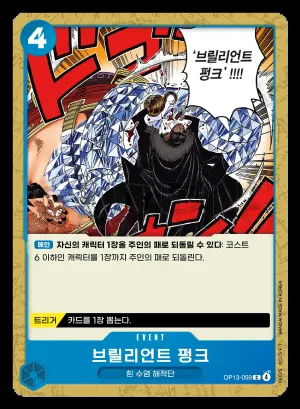 4
'브릴리언트
펑크' !!!!
메인 자신의 캐릭터 1장을 주인의 패로 되돌릴 수 있다: 코스트
6 이하인 캐릭터를 1장까지 주인의 패로 되돌린다.
트리거 카드를 1장 뽑는다.
EVENT
브릴리언트 펑크
흰 수염 해적단
OP13-059